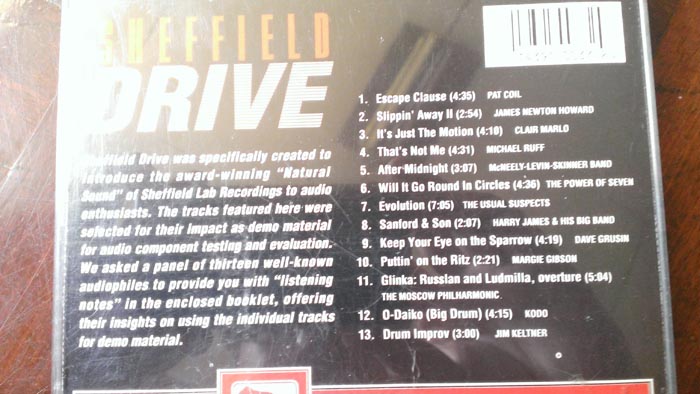 SHEFFIELD
DRIVE
Sheffield Drive was specifically created to
introduce the award-winning "Natural
Sound" of Sheffield Lab Recordings to audio
enthusiasts. The tracks featured here were
selected for their impact as demo material
for audio component testing and evaluation.
We asked a panel of thirteen well-known
audiophiles to provide you with "listening
notes" in the enclosed booklet, offering
their insights on using the individual tracks
for demo material.
1. Escape Clause (4:35) PAT COIL
2. Slippin' Away II (2:54) JAMES NEWTON HOWARD
3. It's Just The Motion (4:10) CLAIR MARLO
4. That's Not Me (4:31) MICHAEL RUFF
5. After Midnight (3:07) McNEELY-LEVIN-SKINNER BAND
6. Will It Go Round In Circles (4:36) THE POWER OF SEVEN
7. Evolution (7:05) THE USUAL SUSPECTS
8. Sanford & Son (2:07) HARRY JAMES & HIS BIG BAND
9. Keep Your Eye on the Sparrow (4:19) DAVE GRUSIN
10. Puttin' on the Ritz (2:21) MARGIE GIBSON
11. Glinka: Russlan and Ludmilla, overture (5:04)
THE MOSCOW PHILHARMONIC
12. O-Daiko (Big Drum) (4:15) KODO
13. Drum Improv (3:00) JIM KELTNER